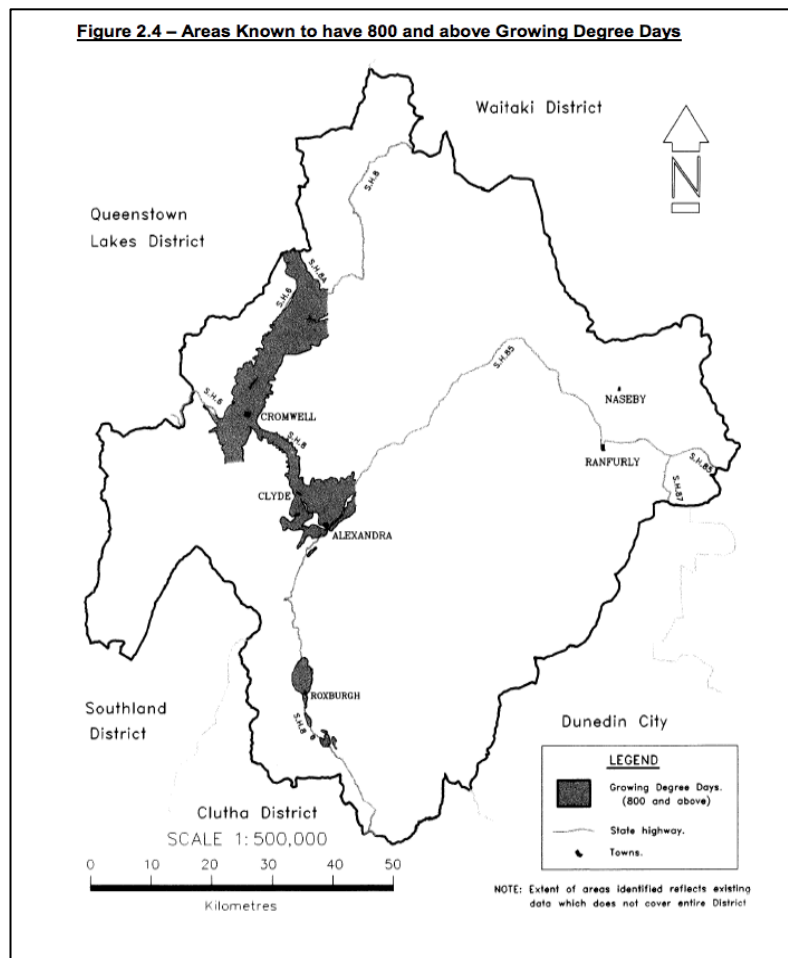 Figure 2.4 – Areas Known to have 800 and above Growing Degree Days
Waitaki District
N
S.H.8
Queenstown
Lakes District
S.H.8A
S.H.6
S.H.85
S.H.6
NASEBY
CROMWELL
S.H.8
RANFURLY
S.H.85
S.H.87
CLYDE
ALEXANDRA
ROXBURGH
Southland
District
S.H.8
Dunedin City
LEGEND
Growing Degree Days.
(800 and above)
State highway.
Towns.
Clutha District
SCALE 1:500,000
0 10 20 30 40 50
Kilometres
NOTE: Extent of areas identified reflects existing
data which does not cover entire District